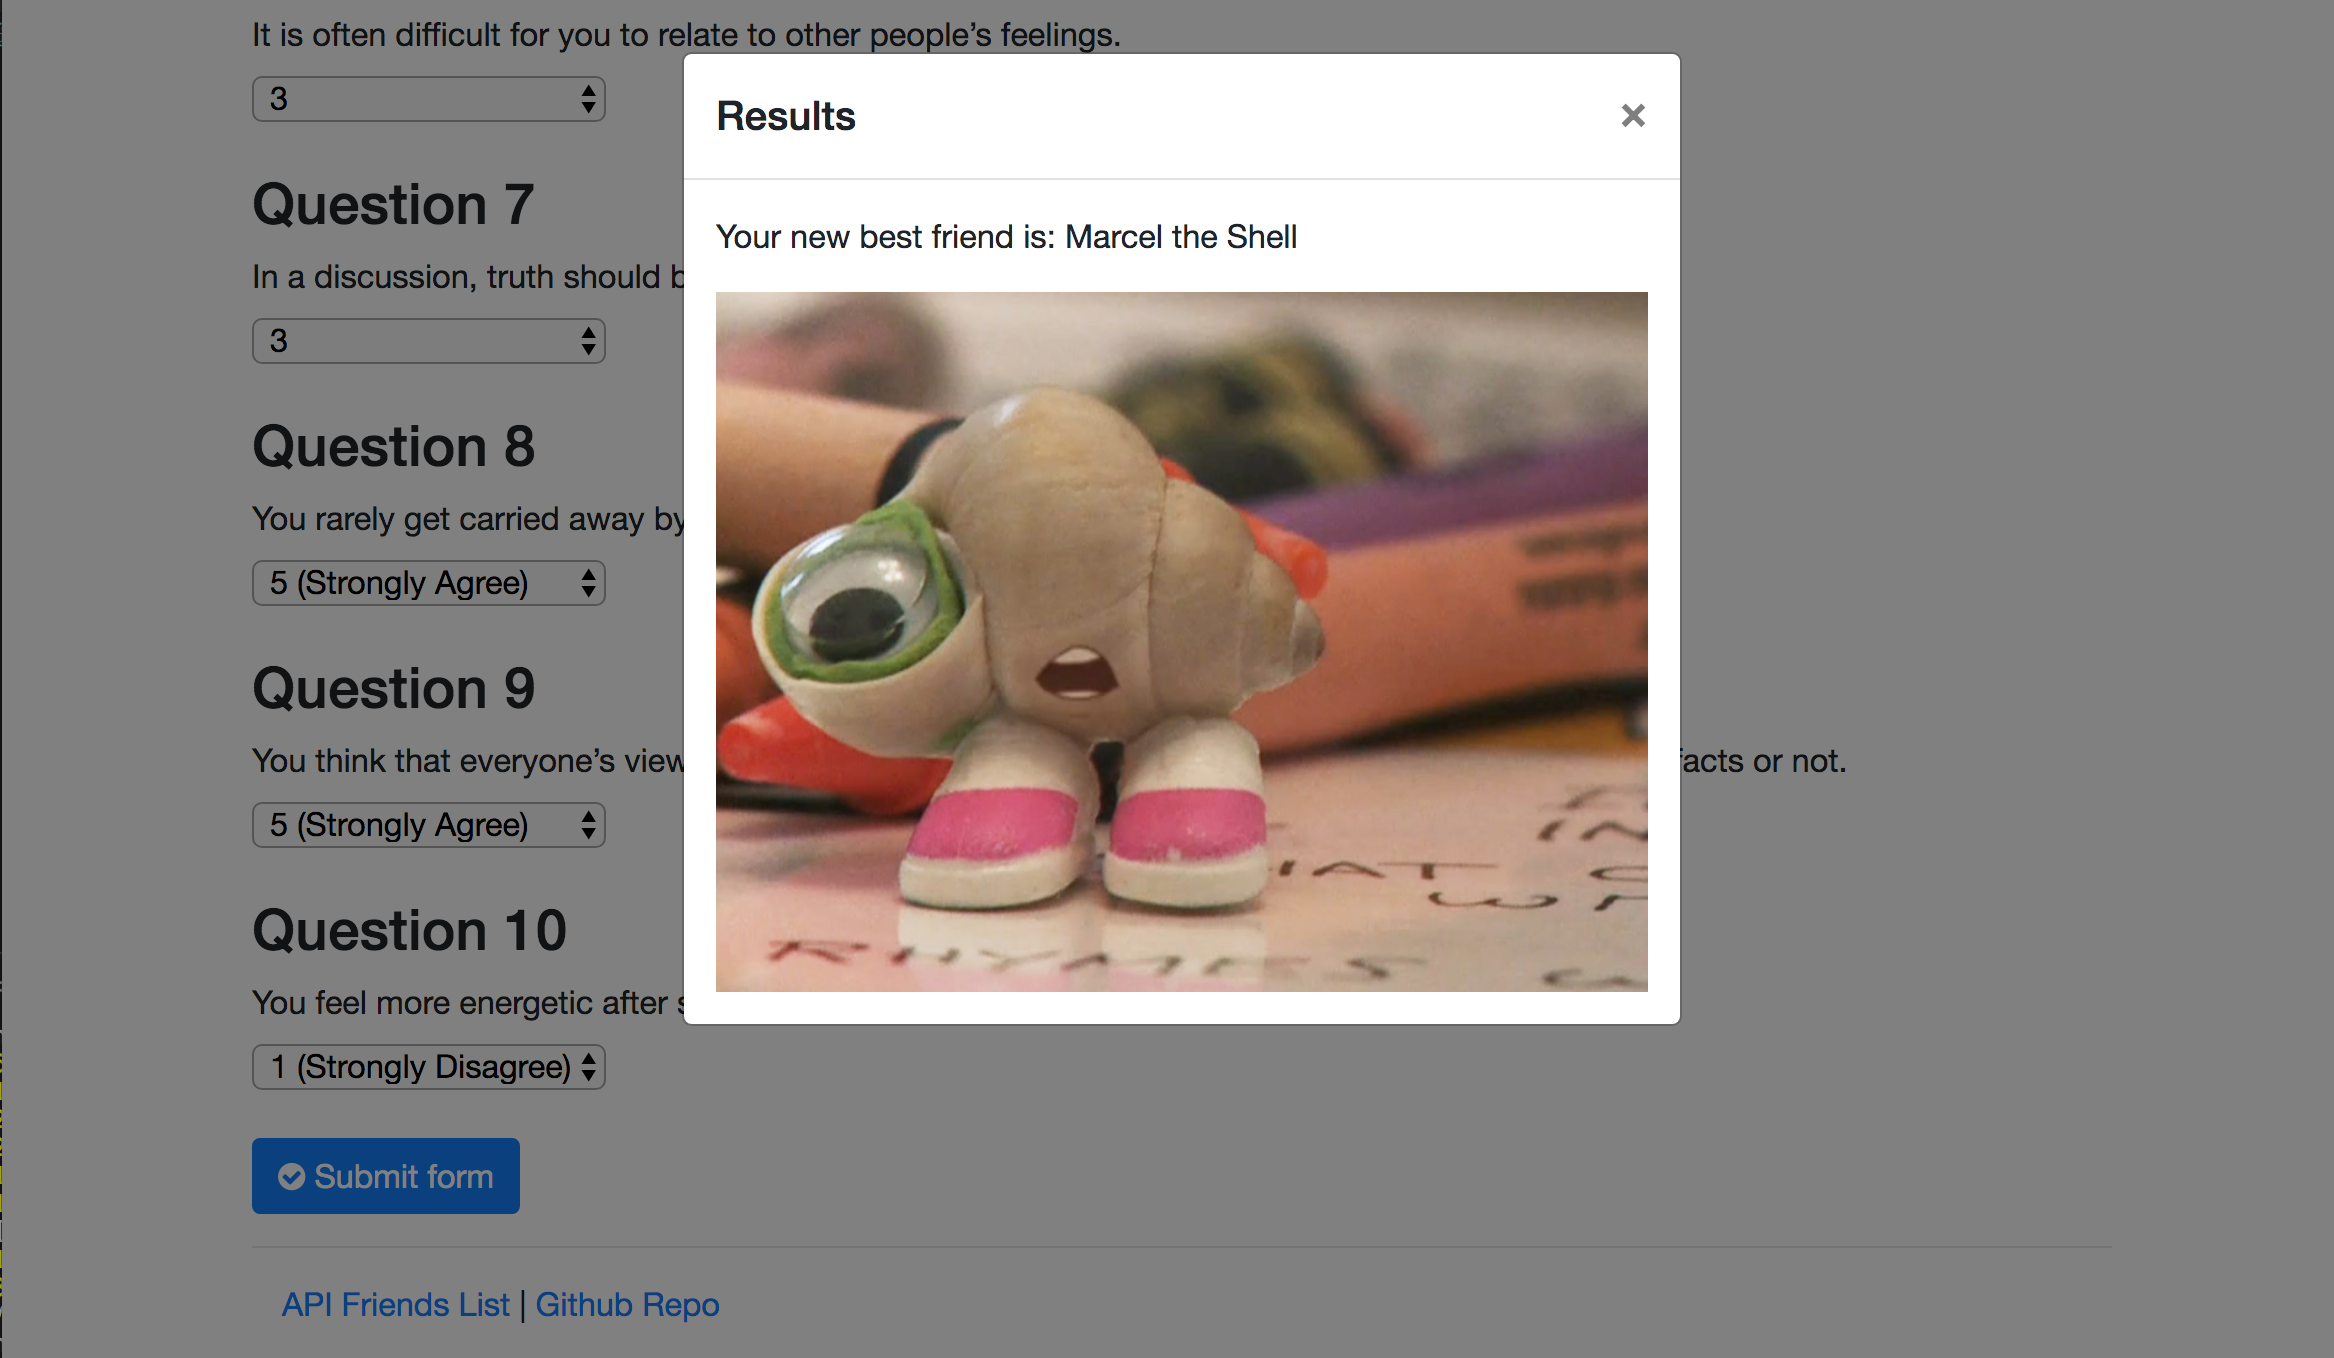 It is often difficult for you to relate to other people’s feelings.
3
Question 7
In a discussion, truth should
3
Question 8
You rarely get carried away by
5 (Strongly Agree)
Question 9
You think that everyone’s view
facts or not.
5 (Strongly Agree)
Question 10
You feel more energetic after
1 (Strongly Disagree)
Submit form
API Friends List | Github Repo
Results
×
Your new best friend is: Marcel the Shell
RHYMES